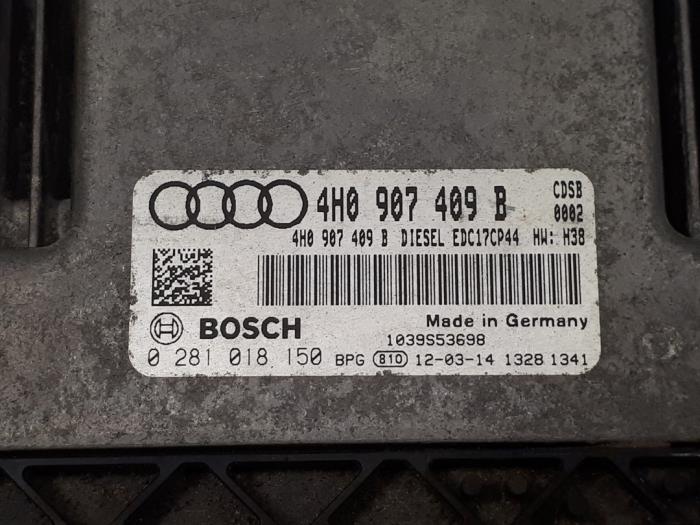 4H0 907 409 B CDSB
0002
4H0 907 409 B DIESEL EDC17CP44 HW: H38
BOSCH Made in Germany
1039S53698
0 281 018 150 BPG 810 12-03-14 1328 1341